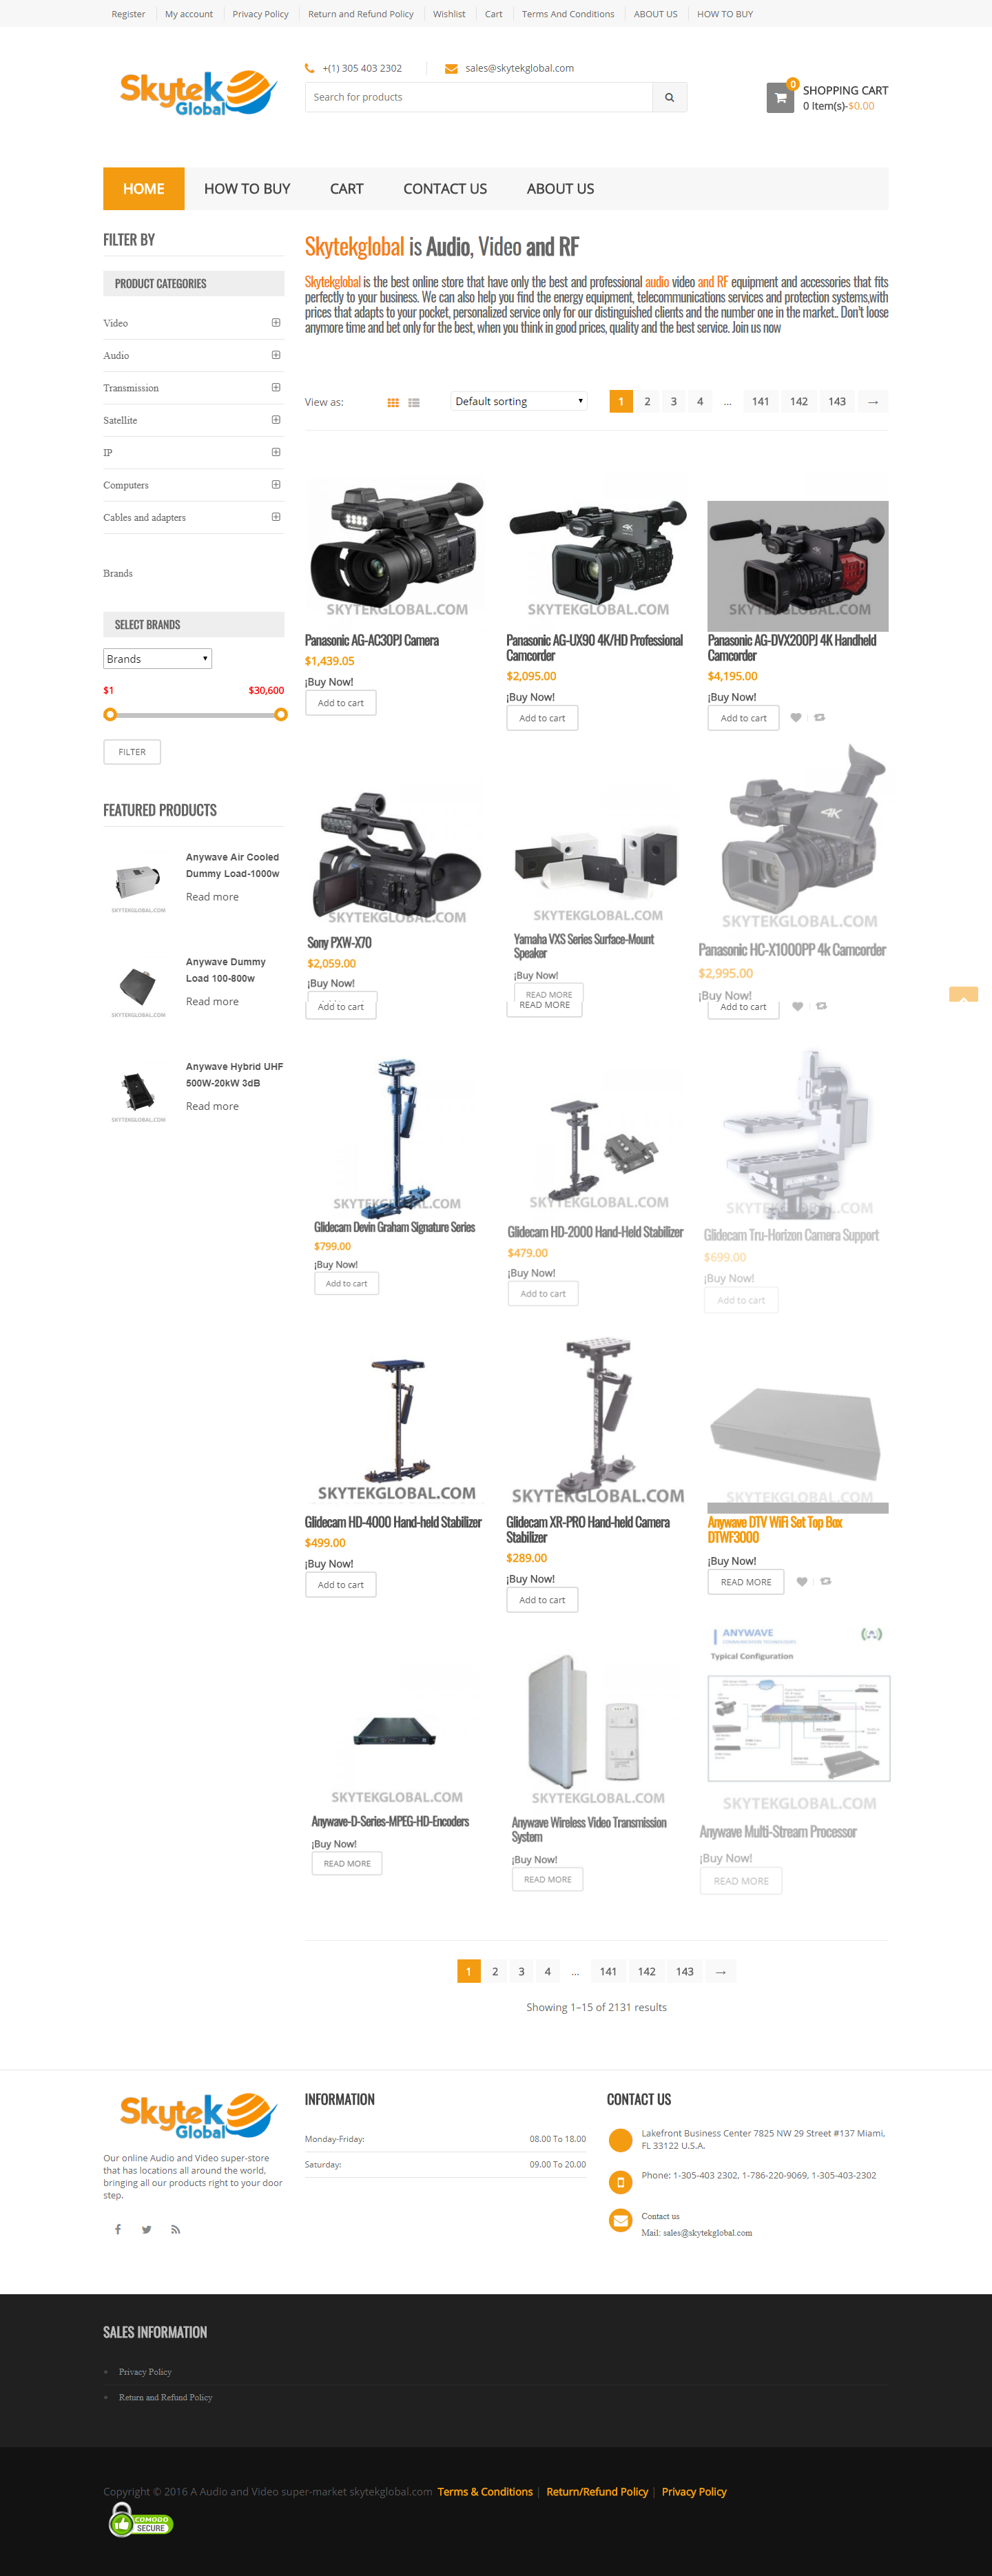 Register
My account
Privacy Policy
Return and Refund Policy
Wishlist
Cart
Terms And Conditions
ABOUT US
HOW TO BUY
Skytek
Global
+(1) 305 403 2302
sales@skytekglobal.com
Search for products
0
SHOPPING CART
0 Item(s)-$0.00
HOME
HOW TO BUY
CART
CONTACT US
ABOUT US
FILTER BY
PRODUCT CATEGORIES
Video
Audio
Transmission
Satellite
IP
Computers
Cables and adapters
Brands
SELECT BRANDS
Brands
$1
$30,600
FILTER
FEATURED PRODUCTS
SKYTEKGLOBAL.COM
Anywave Air Cooled
Dummy Load-1000w
Read more
SKYTEKGLOBAL.COM
Anywave Dummy
Load 100-800w
Read more
SKYTEKGLOBAL.COM
Anywave Hybrid UHF
500W-20kW 3dB
Read more
Skytekglobal is Audio, Video and RF
Skytekglobal is the best online store that have only the best and professional audio video and RF equipment and accessories that fits
perfectly to your business. We can also help you find the energy equipment, telecommunications services and protection systems,with
prices that adapts to your pocket, personalized service only for our distinguished clients and the number one in the market.. Don't loose
anymore time and bet only for the best, when you think in good prices, quality and the best service. Join us now
View as:
Default sorting
1 2 3 4 ... 141 142 143 →
SKYTEKGLOBAL.COM
Panasonic AG-AC30PJ Camera
$1,439.05
¡Buy Now!
Add to cart
4K
SKYTEKGLOBAL.COM
Panasonic AG-UX90 4K/HD Professional
Camcorder
$2,095.00
¡Buy Now!
Add to cart
4K
SKYTEKGLOBAL.COM
Panasonic AG-DVX200PJ 4K Handheld
Camcorder
$4,195.00
¡Buy Now!
Add to cart
SKYTEKGLOBAL.COM
Sony PXW-X70
$2,059.00
¡Buy Now!
Add to cart
SKYTEKGLOBAL.COM
Yamaha VXS Series Surface-Mount
Speaker
¡Buy Now!
READ MORE
READ MORE
4K
SKYTEKGLOBAL.COM
Panasonic HC-X1000PP 4k Camcorder
$2,995.00
¡Buy Now!
Add to cart
SKYTEKGLOBAL.COM
Glidecam Devin Graham Signature Series
$799.00
¡Buy Now!
Add to cart
SKYTEKGLOBAL.COM
Glidecam HD-2000 Hand-Held Stabilizer
$479.00
¡Buy Now!
Add to cart
SKYTEKGLOBAL.COM
Glidecam Tru-Horizon Camera Support
$699.00
¡Buy Now!
Add to cart
SKYTEKGLOBAL.COM
Glidecam HD-4000 Hand-held Stabilizer
$499.00
¡Buy Now!
Add to cart
SKYTEKGLOBAL.COM
Glidecam XR-PRO Hand-held Camera
Stabilizer
$289.00
¡Buy Now!
Add to cart
SKYTEKGLOBAL.COM
Anywave DTV WiFi Set Top Box
DTWF3000
¡Buy Now!
READ MORE
SKYTEKGLOBAL.COM
Anywave-D-Series-MPEG-HD-Encoders
¡Buy Now!
READ MORE
SKYTEKGLOBAL.COM
Anywave Wireless Video Transmission
System
¡Buy Now!
READ MORE
ANYWAVE
COMMUNICATION TECHNOLOGIES
Typical Configuration
SKYTEKGLOBAL.COM
Anywave Multi-Stream Processor
¡Buy Now!
READ MORE
1 2 3 4 ... 141 142 143 →
Showing 1–15 of 2131 results
Skytek
Global
Our online Audio and Video super-store
that has locations all around the world,
bringing all our products right to your door
step.
INFORMATION
Monday-Friday: 08.00 To 18.00
Saturday: 09.00 To 20.00
CONTACT US
Lakefront Business Center 7825 NW 29 Street #137 Miami,
FL 33122 U.S.A.
Phone: 1-305-403 2302, 1-786-220-9069, 1-305-403-2302
Contact us
Mail: sales@skytekglobal.com
SALES INFORMATION
Privacy Policy
Return and Refund Policy
Copyright © 2016 A Audio and Video super-market skytekglobal.com Terms & Conditions | Return/Refund Policy | Privacy Policy
COMODO
SECURE